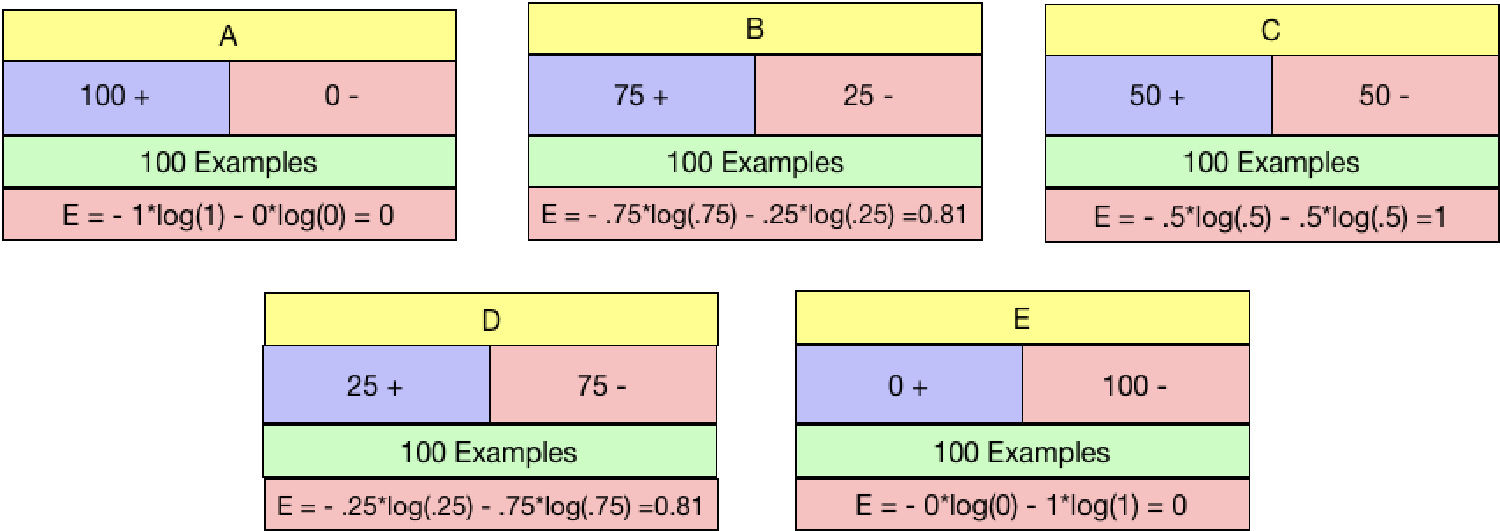 A
100 + 0 -
100 Examples
E = - 1*log(1) - 0*log(0) = 0
B
75 + 25 -
100 Examples
E = - .75*log(.75) - .25*log(.25) =0.81
C
50 + 50 -
100 Examples
E = - .5*log(.5) - .5*log(.5) =1
D
25 + 75 -
100 Examples
E = - .25*log(.25) - .75*log(.75) =0.81
E
0 + 100 -
100 Examples
E = - 0*log(0) - 1*log(1) = 0